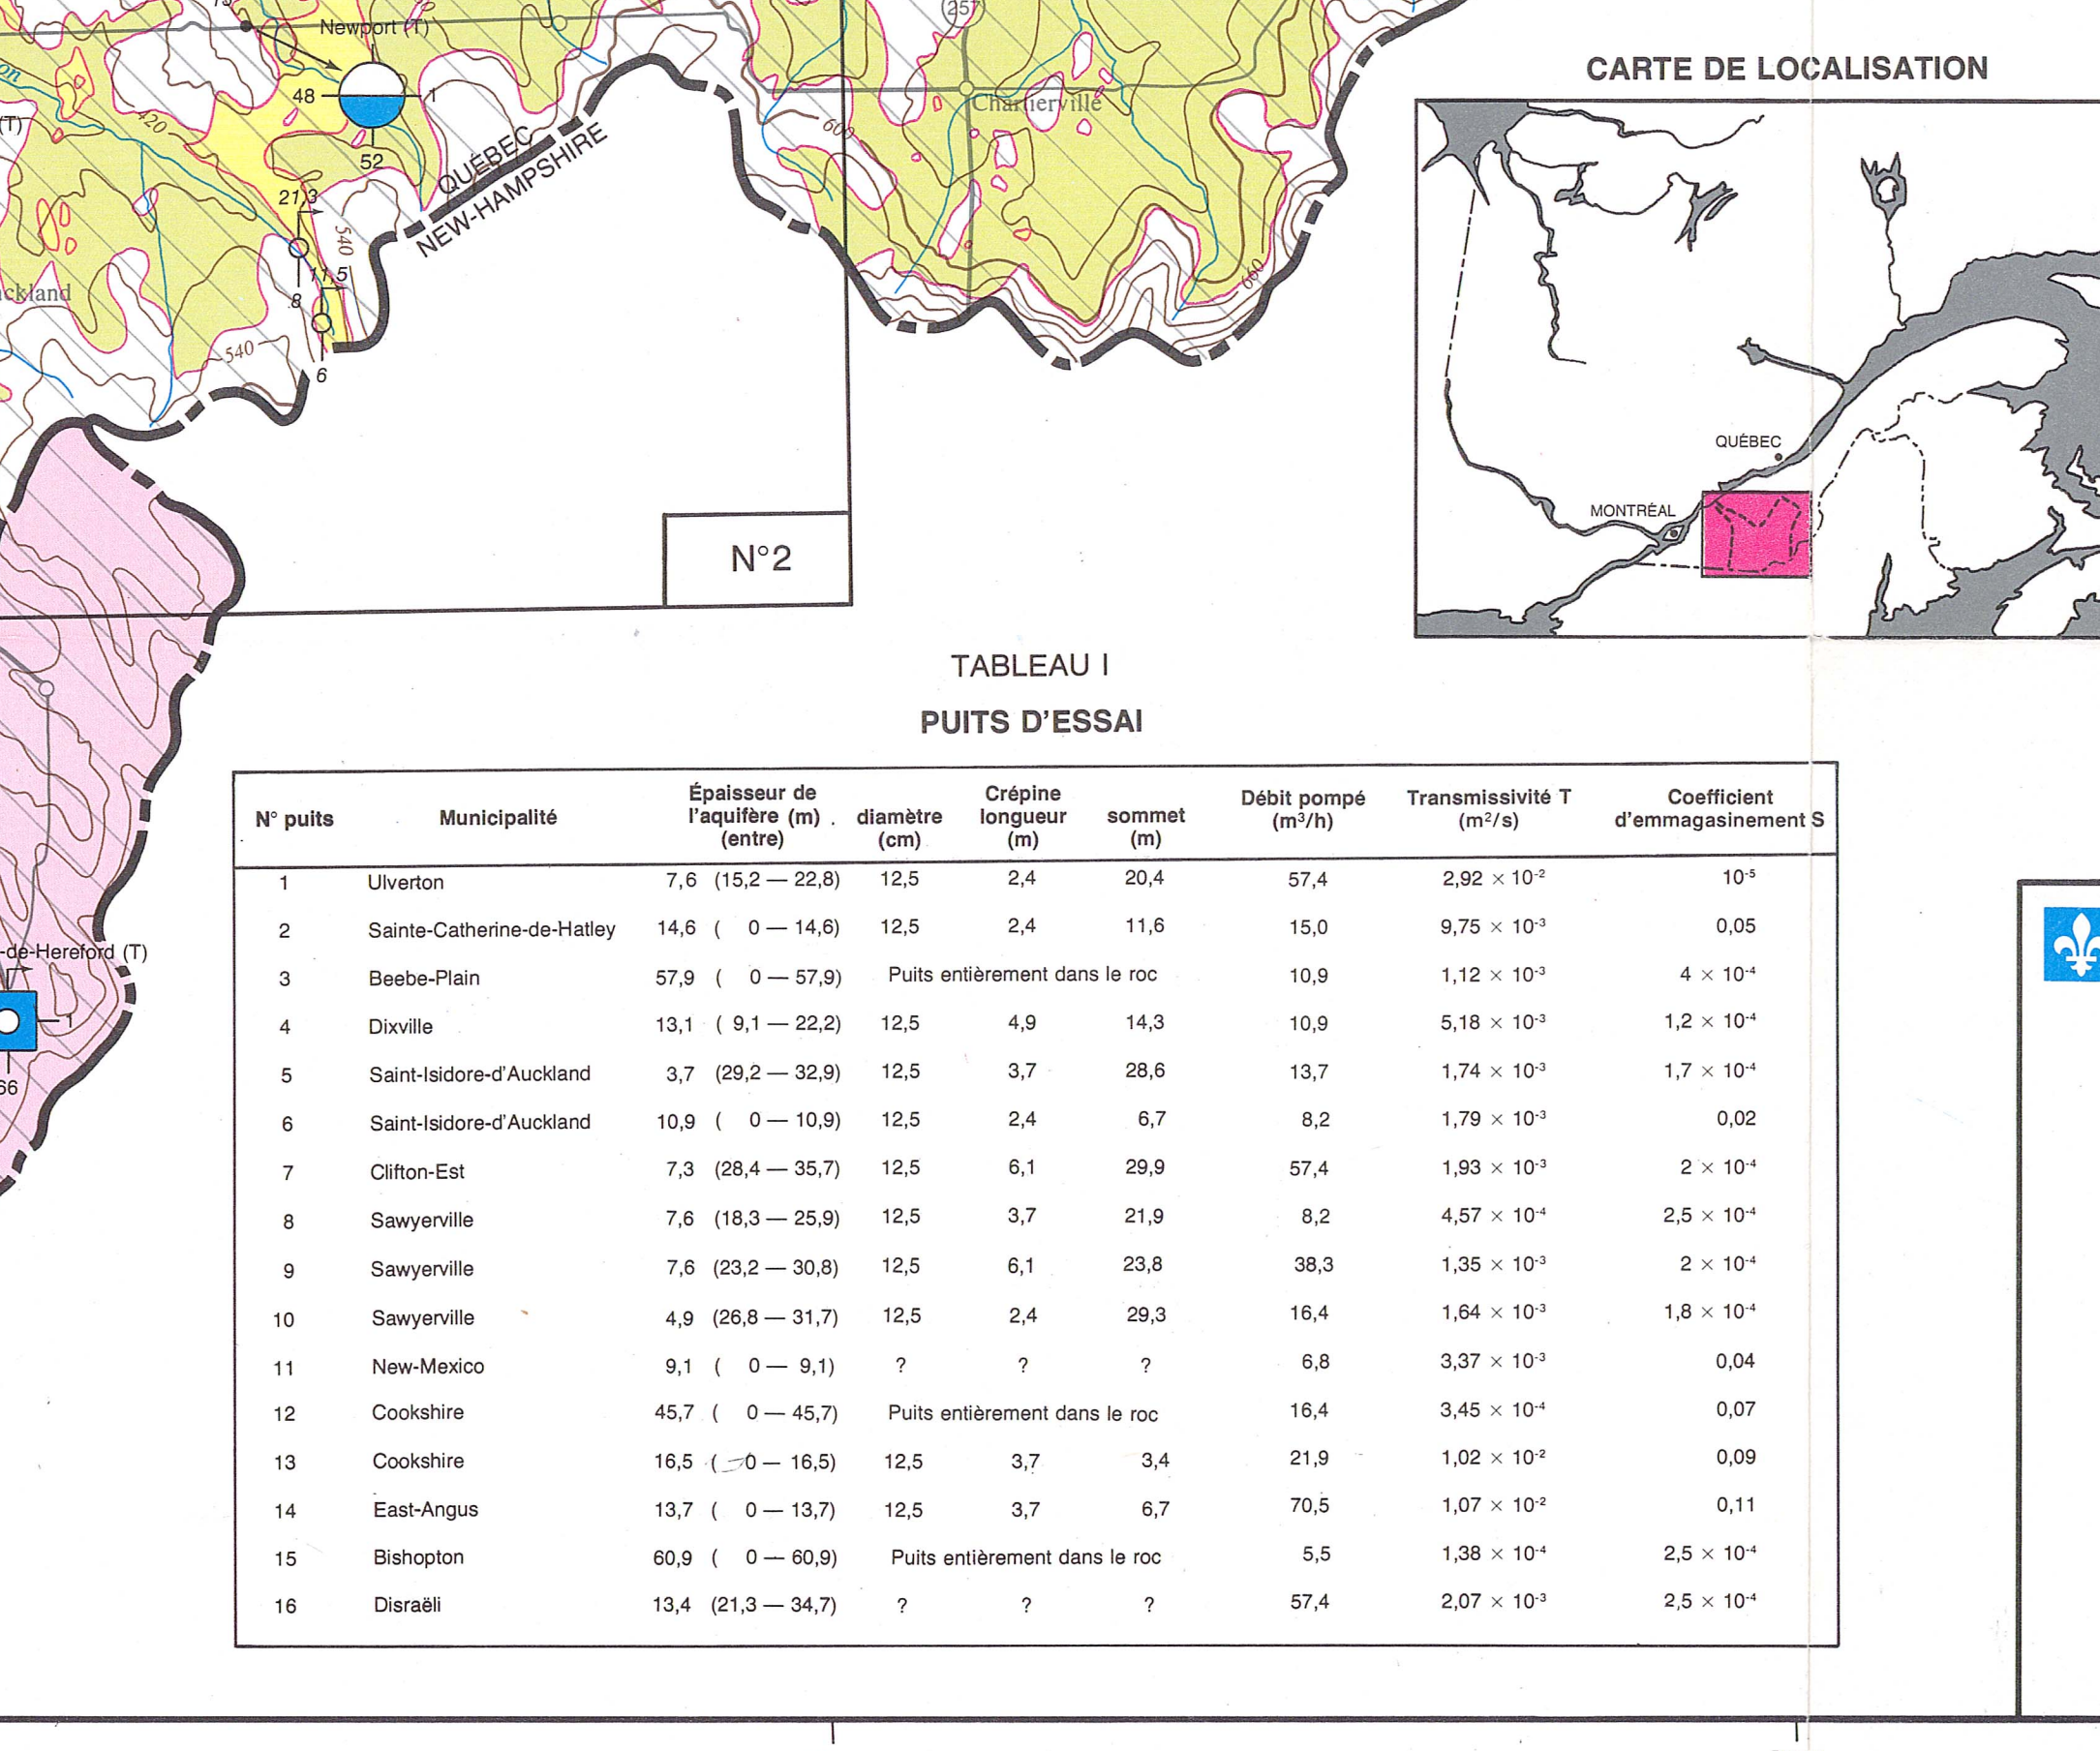 Newport (T)
48
1
52
420
(T)
21,3
11,5
8
6
540
540
QUÉBEC
NEW-HAMPSHIRE
257
Chartierville
600
660
N°2
-de-Hereford (T)
1
66
CARTE DE LOCALISATION
QUÉBEC
MONTRÉAL
TABLEAU I
PUITS D'ESSAI
N° puits Municipalité Épaisseur de l'aquifère (m) (entre) Crépine diamètre (cm) longueur (m) sommet (m) Débit pompé (m³/h) Transmissivité T (m²/s) Coefficient d'emmagasinement S
1 Ulverton 7,6 (15,2 — 22,8) 12,5 2,4 20,4 57,4 2,92 × 10⁻² 10⁻⁵
2 Sainte-Catherine-de-Hatley 14,6 ( 0 — 14,6) 12,5 2,4 11,6 15,0 9,75 × 10⁻³ 0,05
3 Beebe-Plain 57,9 ( 0 — 57,9) Puits entièrement dans le roc 10,9 1,12 × 10⁻³ 4 × 10⁻⁴
4 Dixville 13,1 ( 9,1 — 22,2) 12,5 4,9 14,3 10,9 5,18 × 10⁻³ 1,2 × 10⁻⁴
5 Saint-Isidore-d'Auckland 3,7 (29,2 — 32,9) 12,5 3,7 28,6 13,7 1,74 × 10⁻³ 1,7 × 10⁻⁴
6 Saint-Isidore-d'Auckland 10,9 ( 0 — 10,9) 12,5 2,4 6,7 8,2 1,79 × 10⁻³ 0,02
7 Clifton-Est 7,3 (28,4 — 35,7) 12,5 6,1 29,9 57,4 1,93 × 10⁻³ 2 × 10⁻⁴
8 Sawyerville 7,6 (18,3 — 25,9) 12,5 3,7 21,9 8,2 4,57 × 10⁻⁴ 2,5 × 10⁻⁴
9 Sawyerville 7,6 (23,2 — 30,8) 12,5 6,1 23,8 38,3 1,35 × 10⁻³ 2 × 10⁻⁴
10 Sawyerville 4,9 (26,8 — 31,7) 12,5 2,4 29,3 16,4 1,64 × 10⁻³ 1,8 × 10⁻⁴
11 New-Mexico 9,1 ( 0 — 9,1) ? ? ? 6,8 3,37 × 10⁻³ 0,04
12 Cookshire 45,7 ( 0 — 45,7) Puits entièrement dans le roc 16,4 3,45 × 10⁻⁴ 0,07
13 Cookshire 16,5 ( 0 — 16,5) 12,5 3,7 3,4 21,9 1,02 × 10⁻² 0,09
14 East-Angus 13,7 ( 0 — 13,7) 12,5 3,7 6,7 70,5 1,07 × 10⁻² 0,11
15 Bishopton 60,9 ( 0 — 60,9) Puits entièrement dans le roc 5,5 1,38 × 10⁻⁴ 2,5 × 10⁻⁴
16 Disraëli 13,4 (21,3 — 34,7) ? ? ? 57,4 2,07 × 10⁻³ 2,5 × 10⁻⁴